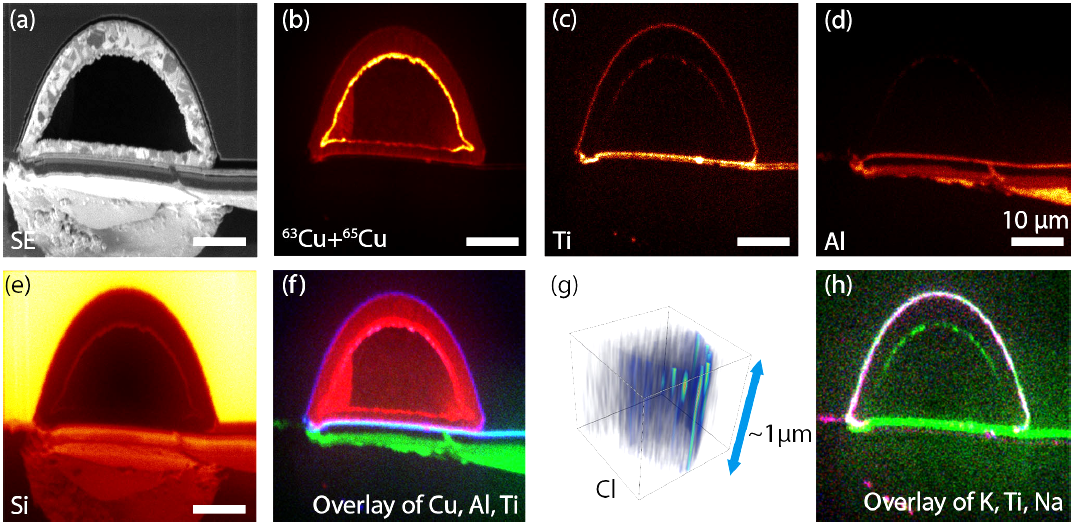 (a)
SE
(b)
⁶³Cu+⁶⁵Cu
(c)
Ti
(d)
10 µm
Al
(e)
Si
(f)
Overlay of Cu, Al, Ti
(g)
~1µm
Cl
(h)
Overlay of K, Ti, Na